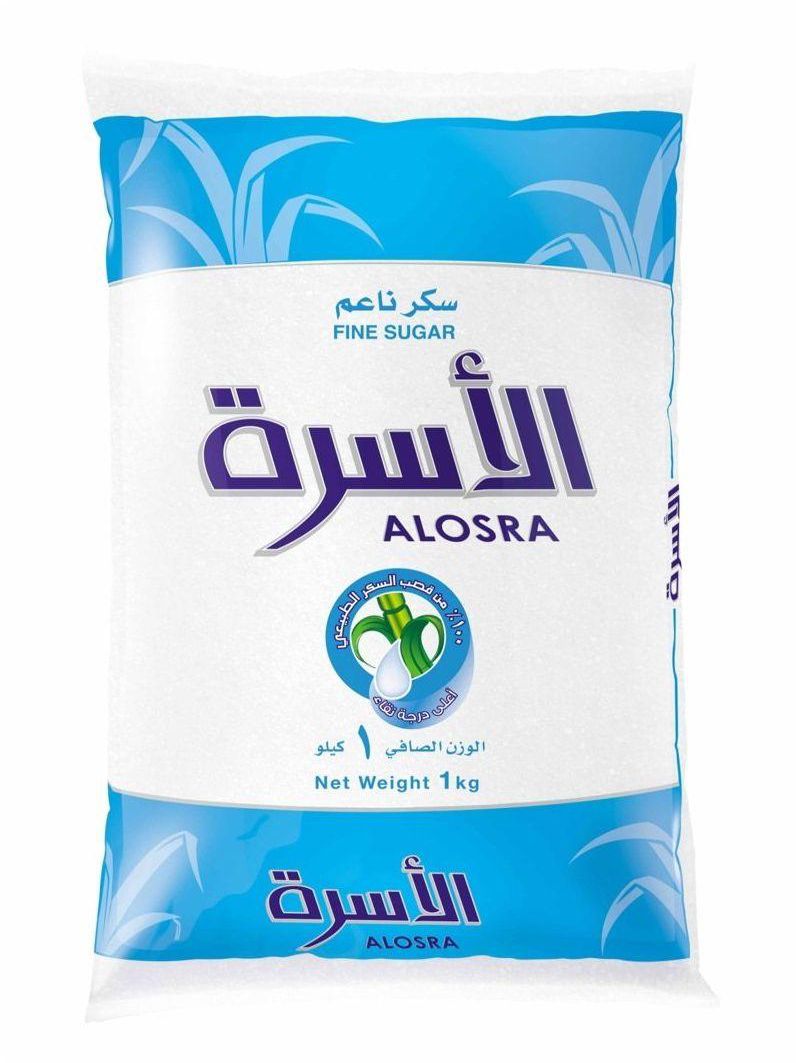 سكر ناعم
FINE SUGAR
الأسرة
ALOSRA
الأسرة
١٠٠٪ من قصب السكر الطبيعي
أعلى درجة نقاء
الوزن الصافي ١ كيلو
Net Weight 1kg
الأسرة
ALOSRA